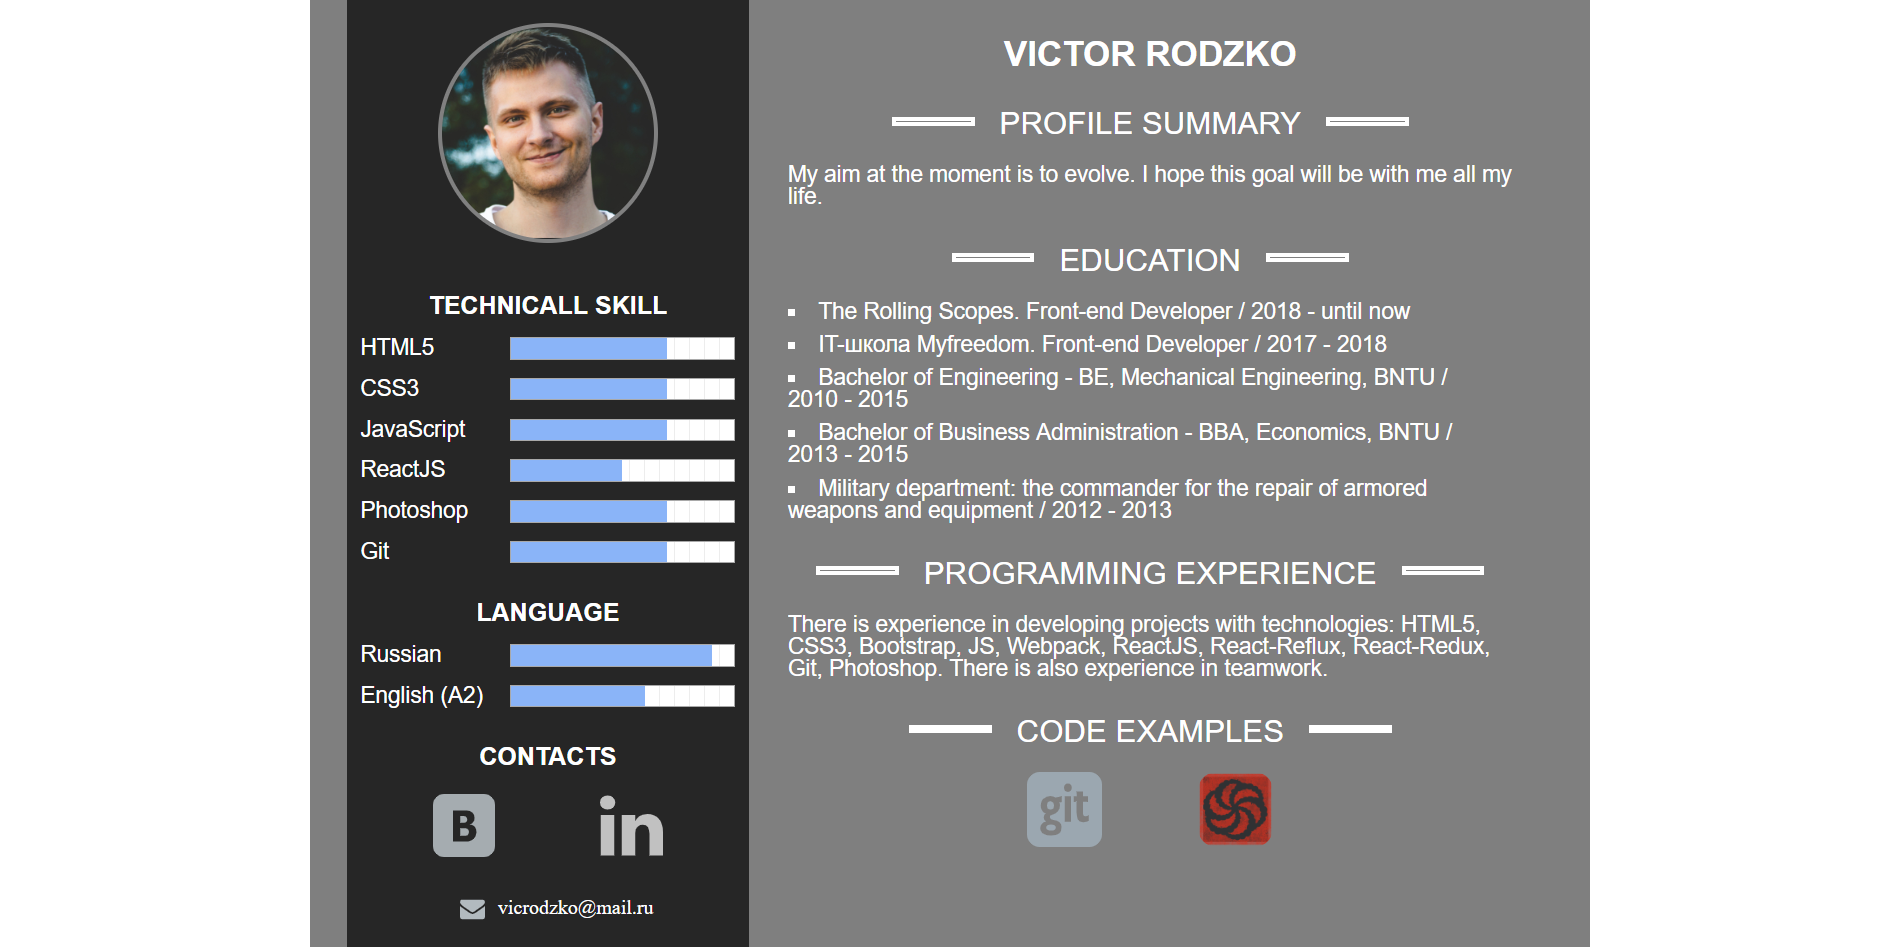 TECHNICALL SKILL
HTML5
CSS3
JavaScript
ReactJS
Photoshop
Git
LANGUAGE
Russian
English (A2)
CONTACTS
B
in
vicrodzko@mail.ru
VICTOR RODZKO
PROFILE SUMMARY
My aim at the moment is to evolve. I hope this goal will be with me all my
life.
EDUCATION
The Rolling Scopes. Front-end Developer / 2018 - until now
IT-школа Myfreedom. Front-end Developer / 2017 - 2018
Bachelor of Engineering - BE, Mechanical Engineering, BNTU /
2010 - 2015
Bachelor of Business Administration - BBA, Economics, BNTU /
2013 - 2015
Military department: the commander for the repair of armored
weapons and equipment / 2012 - 2013
PROGRAMMING EXPERIENCE
There is experience in developing projects with technologies: HTML5,
CSS3, Bootstrap, JS, Webpack, ReactJS, React-Reflux, React-Redux,
Git, Photoshop. There is also experience in teamwork.
CODE EXAMPLES
git